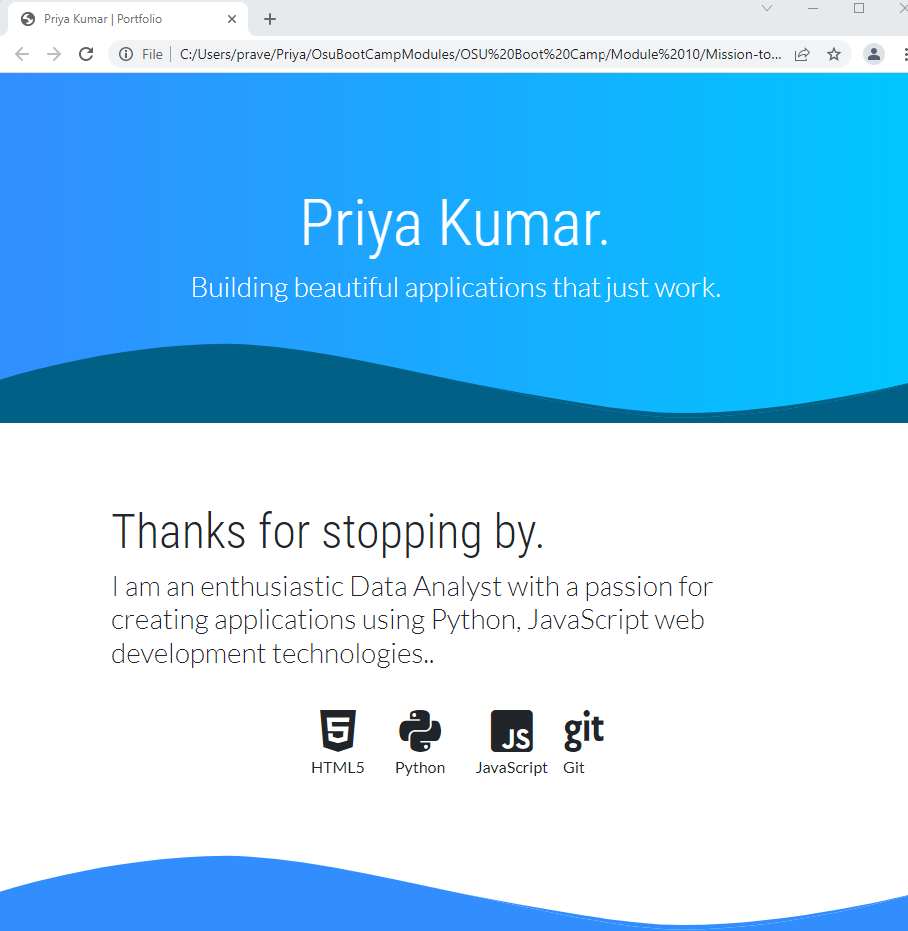 Priya Kumar | Portfolio
File | C:/Users/prave/Priya/OsuBootCampModules/OSU%20Boot%20Camp/Module%2010/Mission-to...
Priya Kumar.
Building beautiful applications that just work.
Thanks for stopping by.
I am an enthusiastic Data Analyst with a passion for
creating applications using Python, JavaScript web
development technologies..
5 JS git
HTML5 Python JavaScript Git